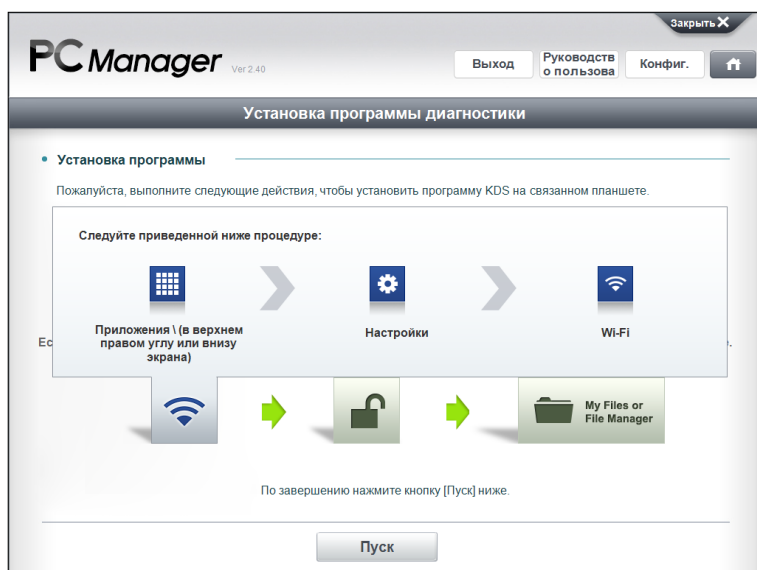 Закрыть X
PC Manager Ver 2.40
Выход
Руководств
о пользова
Конфиг.
Установка программы диагностики
Установка программы
Пожалуйста, выполните следующие действия, чтобы установить программу KDS на связанном планшете.
Следуйте приведенной ниже процедуре:
Приложения \ (в верхнем
правом углу или внизу
экрана)
Настройки
Wi-Fi
Ес
е.
My Files or
File Manager
По завершению нажмите кнопку [Пуск] ниже.
Пуск